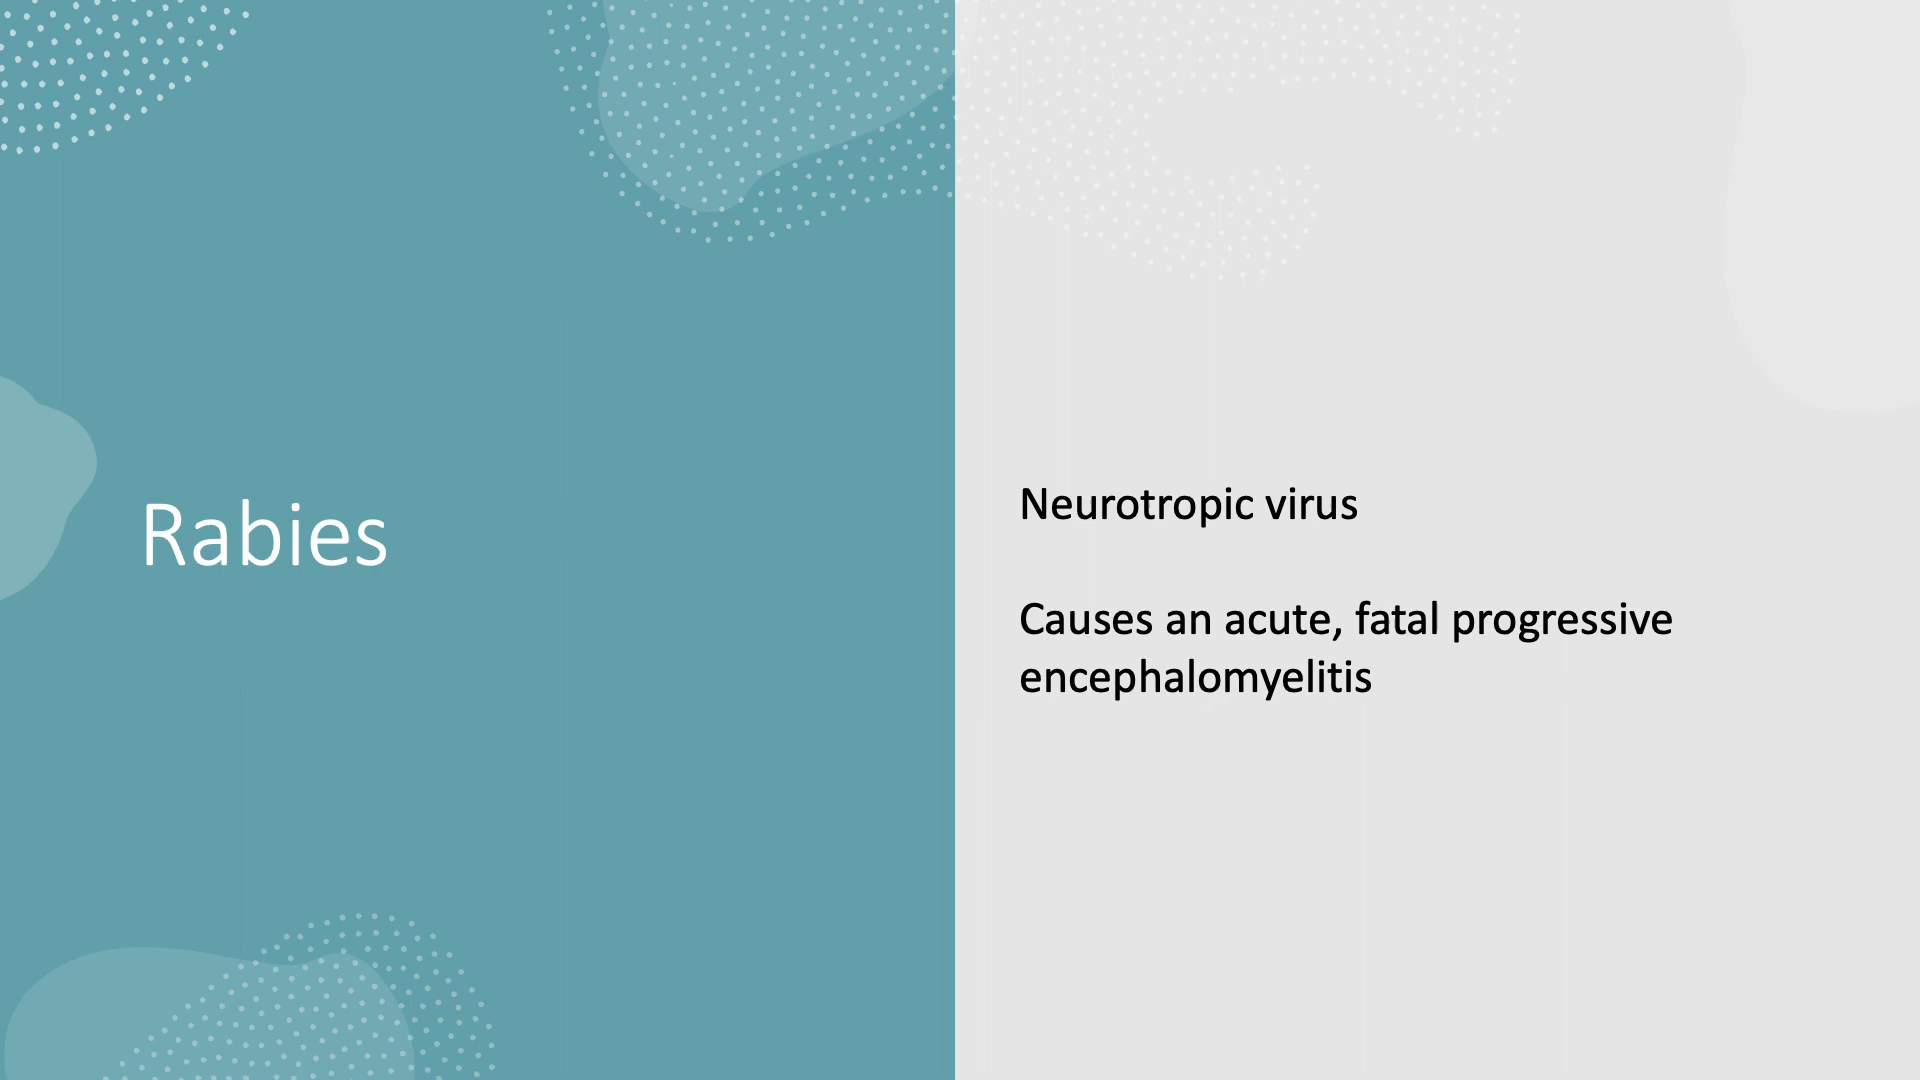 Rabies
Neurotropic virus
Causes an acute, fatal progressive
encephalomyelitis